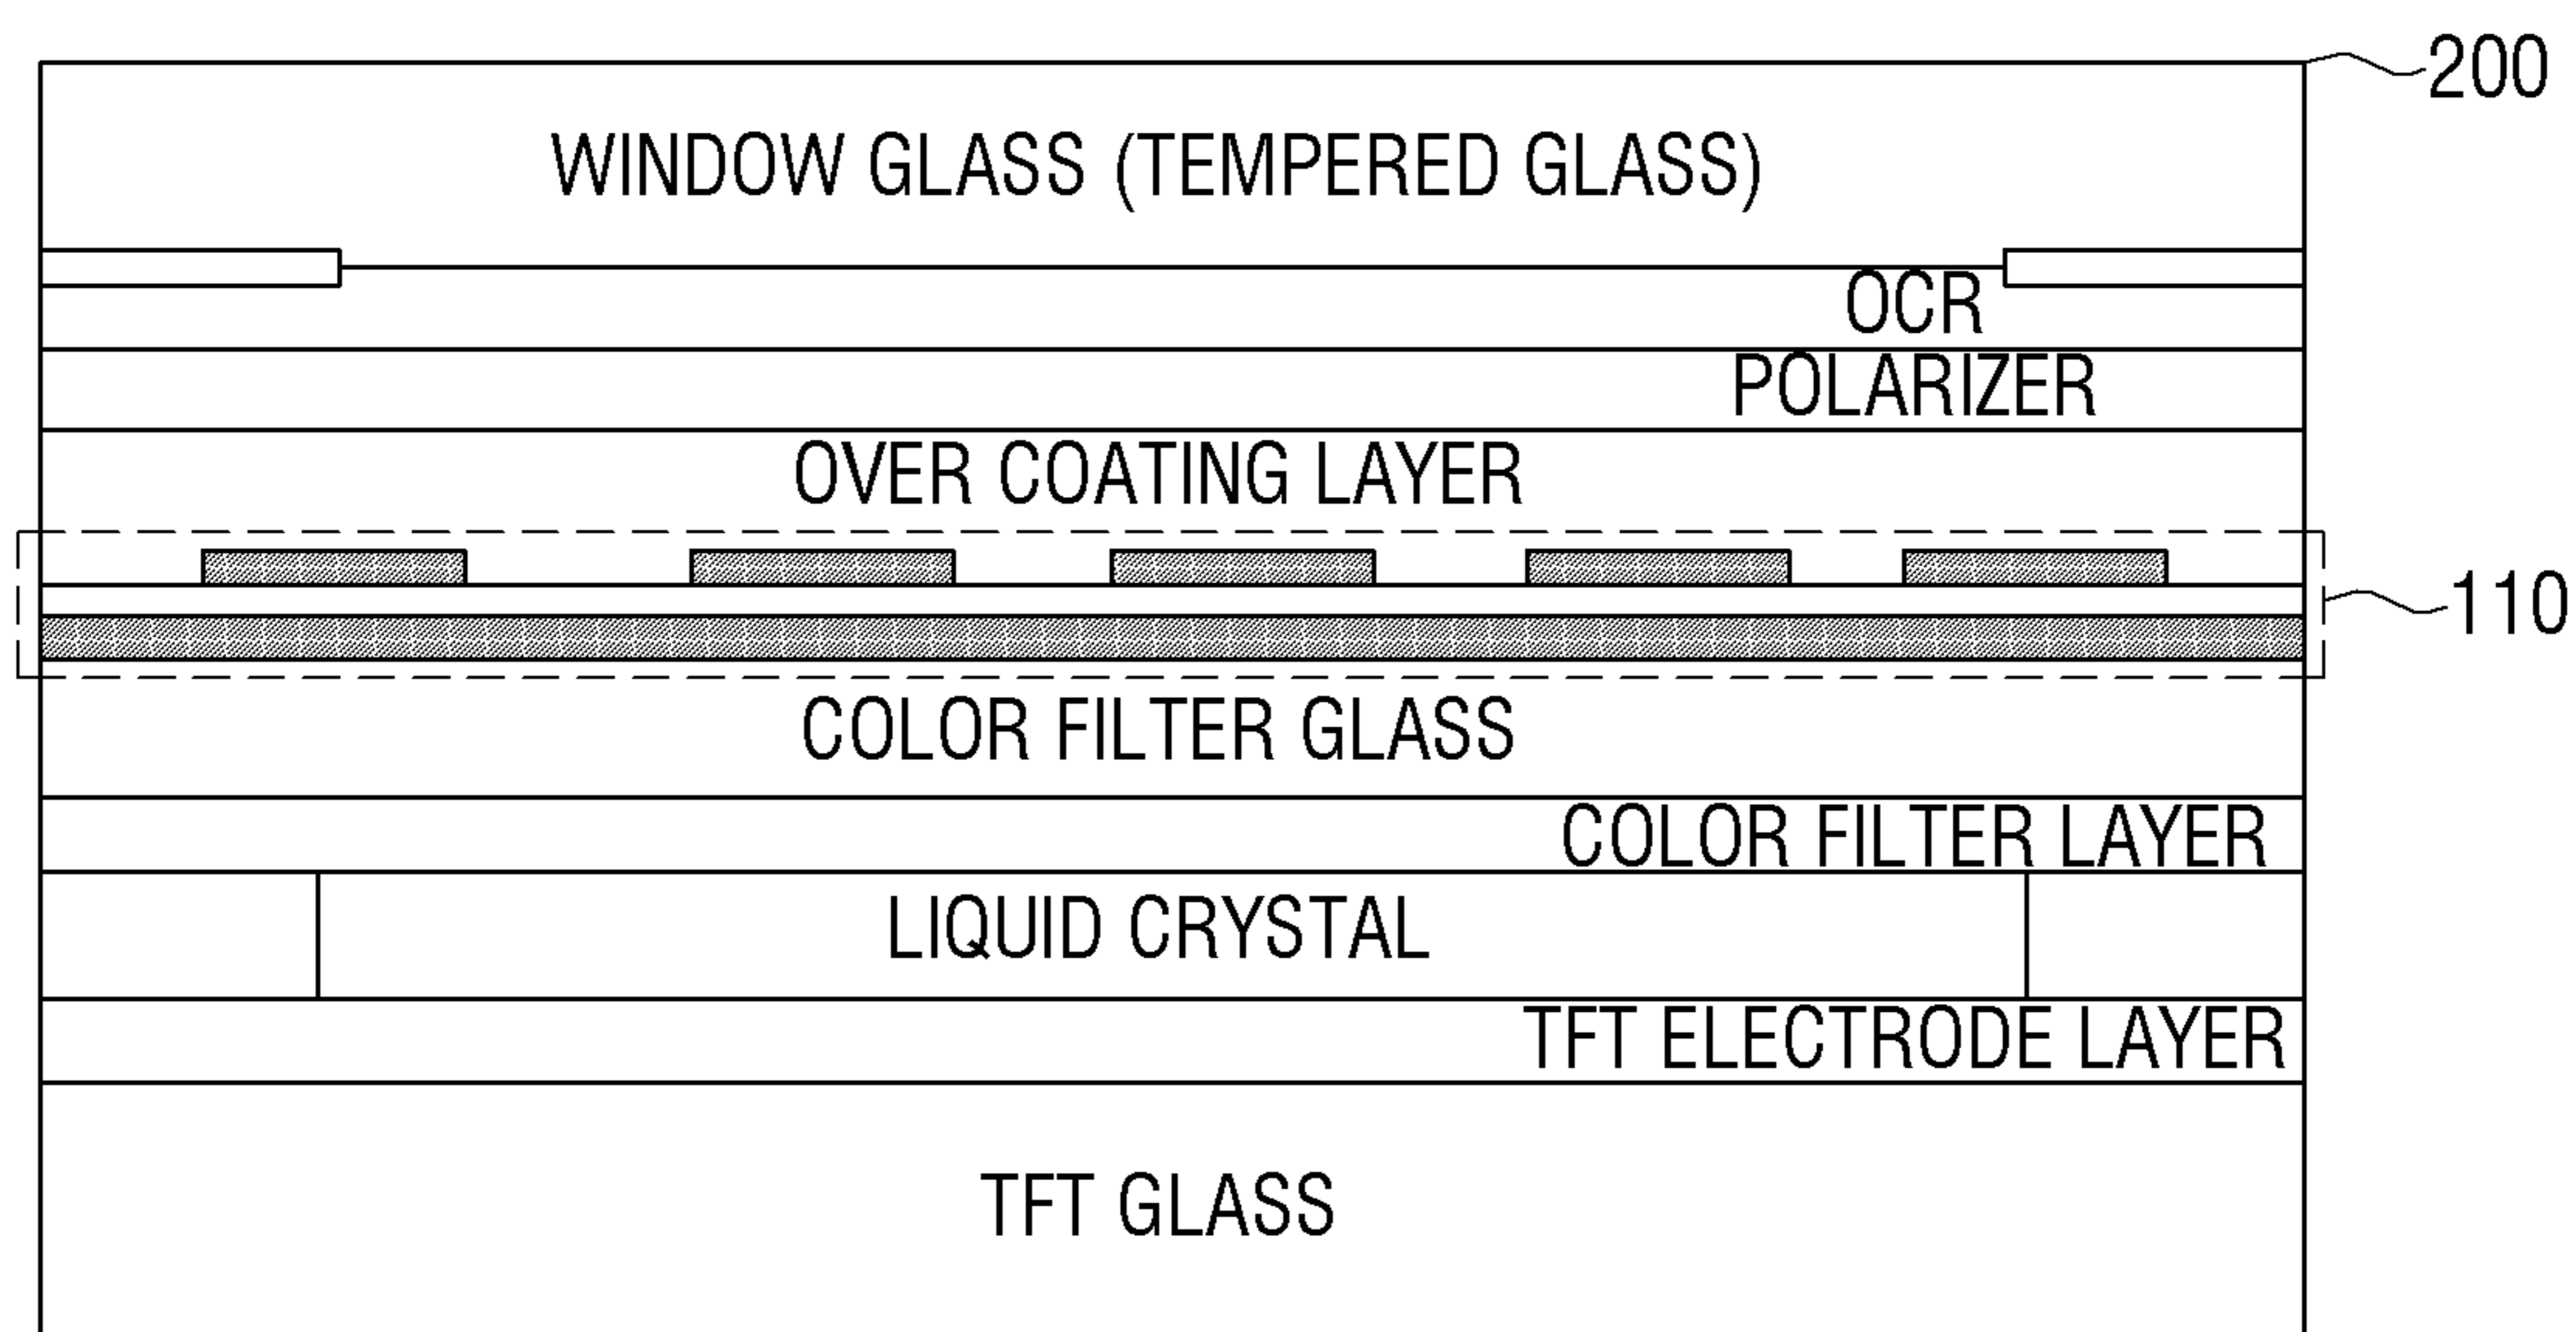 200
WINDOW GLASS (TEMPERED GLASS)
OCR
POLARIZER
OVER COATING LAYER
110
COLOR FILTER GLASS
COLOR FILTER LAYER
LIQUID CRYSTAL
TFT ELECTRODE LAYER
TFT GLASS